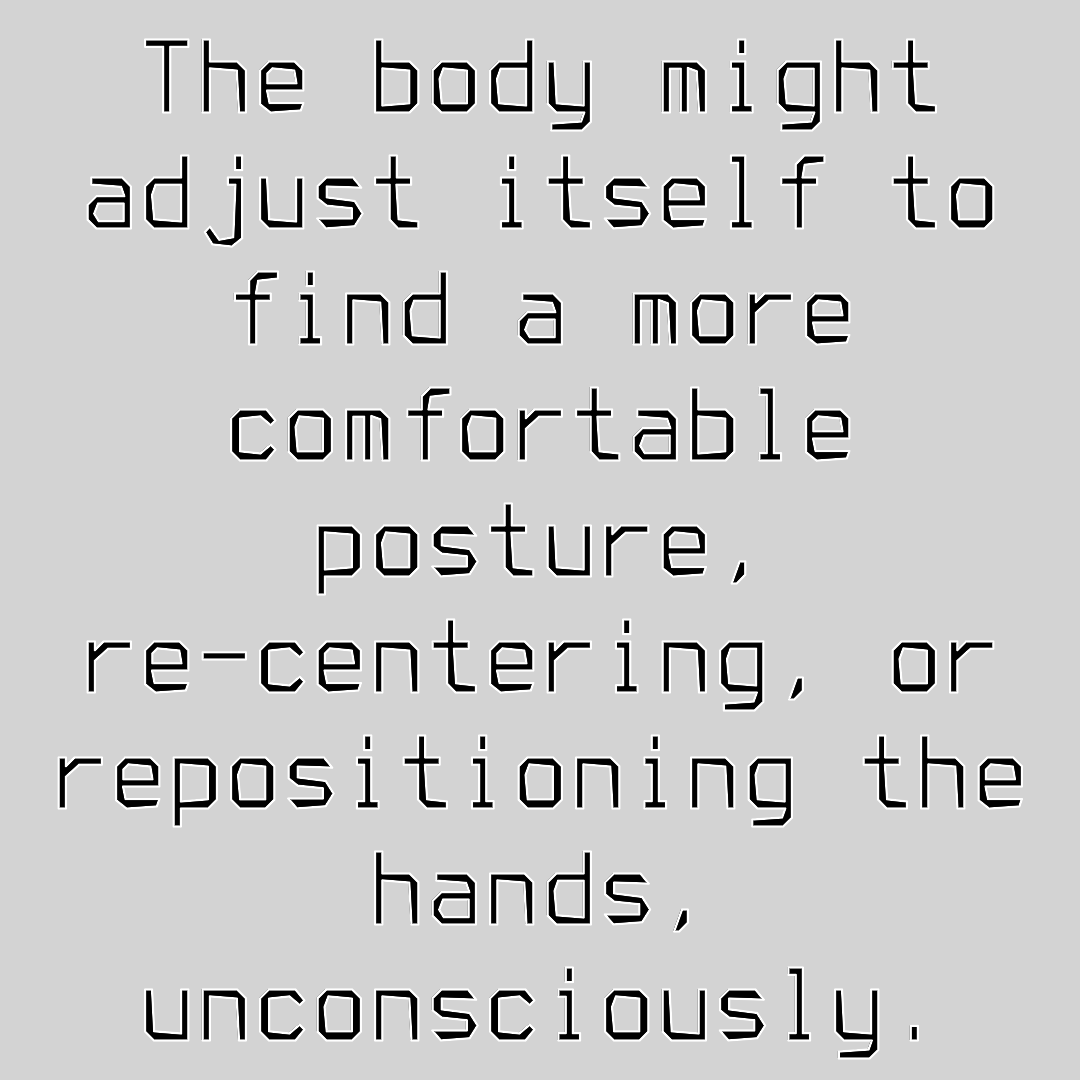 The body might
adjust itself to
find a more
comfortable
posture,
re-centering, or
repositioning the
hands,
unconsciously.